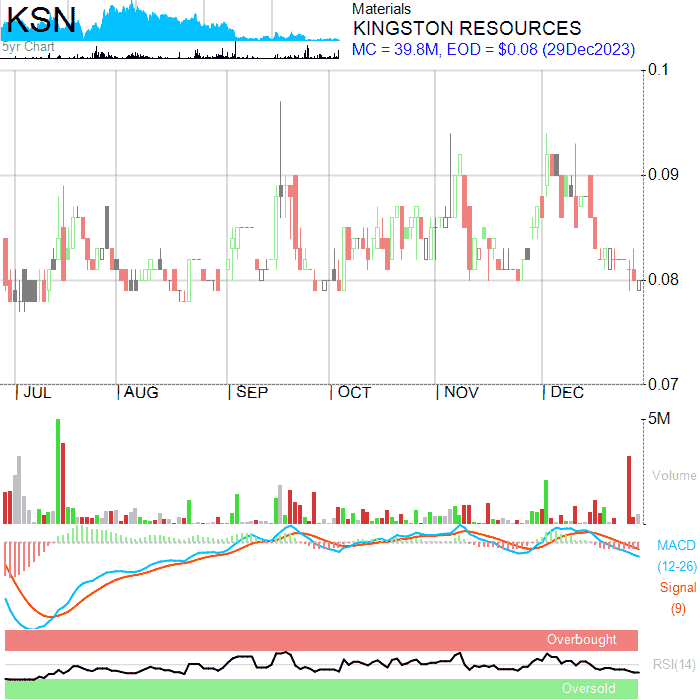 KSN
5yr Chart
Materials
KINGSTON RESOURCES
MC = 39.8M, EOD = $0.08 (29Dec2023)
0.1
0.09
0.08
0.07
JUL AUG SEP OCT NOV DEC
5M
Volume
MACD
(12-26)
Signal
(9)
Overbought
RSI(14)
Oversold